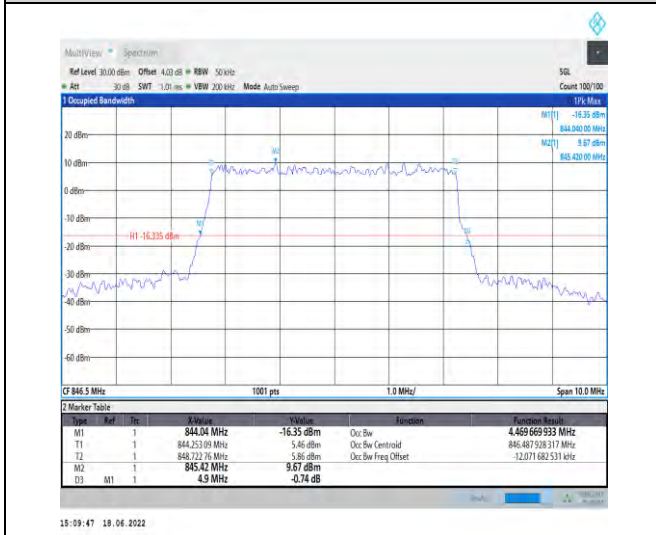 MultiView Spectrum
Ref Level 30.00 dBm Offset 4.03 dB RBW 50 kHz SGL
Att 30 dB SWT 1.01 ms VBW 200 kHz Mode Auto Sweep Count 100/100
1 Occupied Bandwidth 1Pk Max
M1[1] -16.35 dBm
844.040 00 MHz
20 dBm M2[1] 9.67 dBm
845.420 00 MHz
M2
10 dBm
0 dBm
-10 dBm
M1
H1 -16.335 dBm
-20 dBm
-30 dBm
-40 dBm
-50 dBm
-60 dBm
CF 846.5 MHz 1001 pts 1.0 MHz/ Span 10.0 MHz
2 Marker Table
Type Ref Trc X-Value Y-Value Function Function Result
M1 1 844.04 MHz -16.35 dBm Occ Bw 4.469 669 933 MHz
T1 1 844.253 09 MHz 5.46 dBm Occ Bw Centroid 846.487 928 317 MHz
T2 1 848.722 76 MHz 5.86 dBm Occ Bw Freq Offset -12.071 682 531 kHz
M2 1 845.42 MHz 9.67 dBm
D3 M1 1 4.9 MHz -0.74 dB
15:09:47 18.06.2022